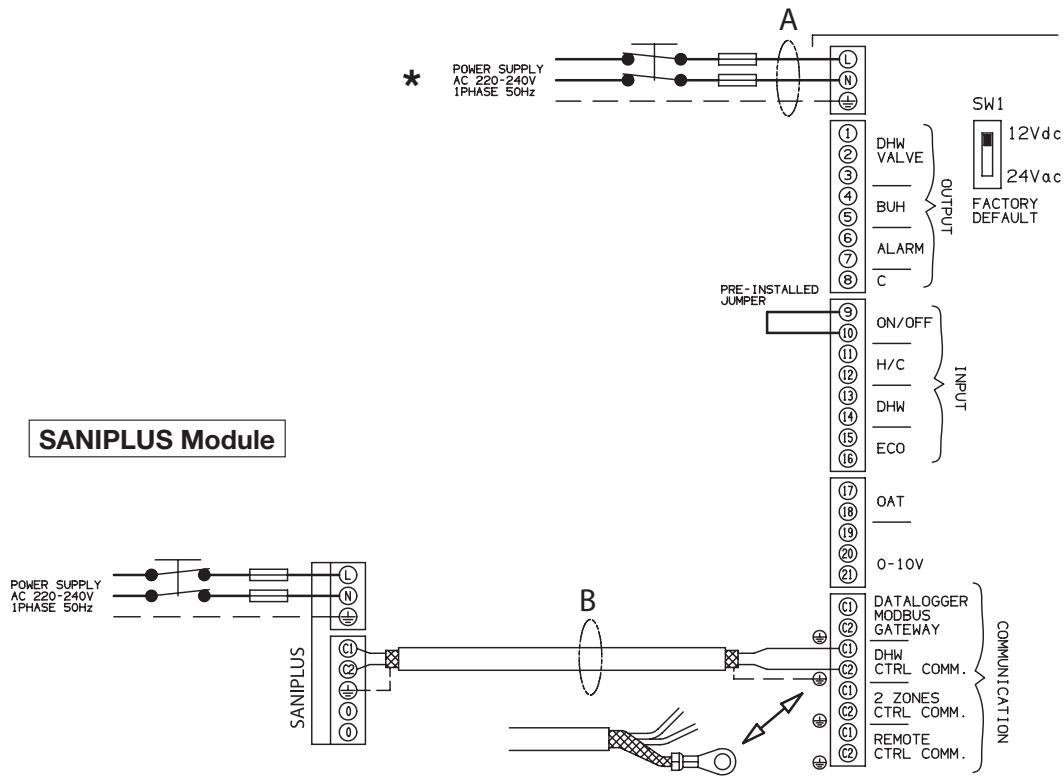 A
*
POWER SUPPLY
AC 220-240V
1PHASE 50Hz
L
N
SW1
12Vdc
24Vac
FACTORY
DEFAULT
1
2
3
DHW
VALVE
4
5
BUH
6
7
ALARM
8
C
OUTPUT
PRE-INSTALLED
JUMPER
9
10
ON/OFF
11
12
H/C
13
14
DHW
15
16
ECO
INPUT
17
18
OAT
19
20
21
0-10V
SANIPLUS Module
POWER SUPPLY
AC 220-240V
1PHASE 50Hz
L
N
C1
C2
0
0
SANIPLUS
B
C1
C2
DATALOGGER
MODBUS
GATEWAY
C1
C2
DHW
CTRL COMM.
C1
C2
2 ZONES
CTRL COMM.
C1
C2
REMOTE
CTRL COMM.
COMMUNICATION